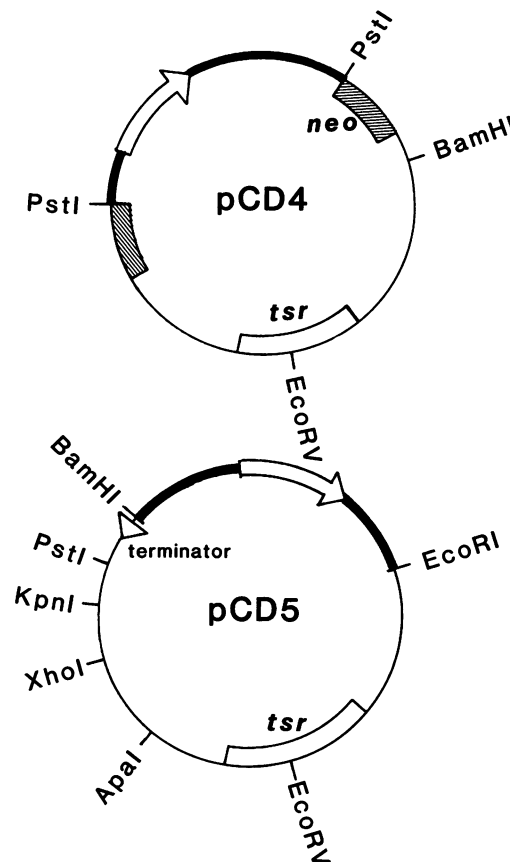 PstI
neo
BamHI
PstI
pCD4
tsr
EcoRV
BamHI
terminator
PstI
EcoRI
KpnI
pCD5
XhoI
tsr
ApaI
EcoRV